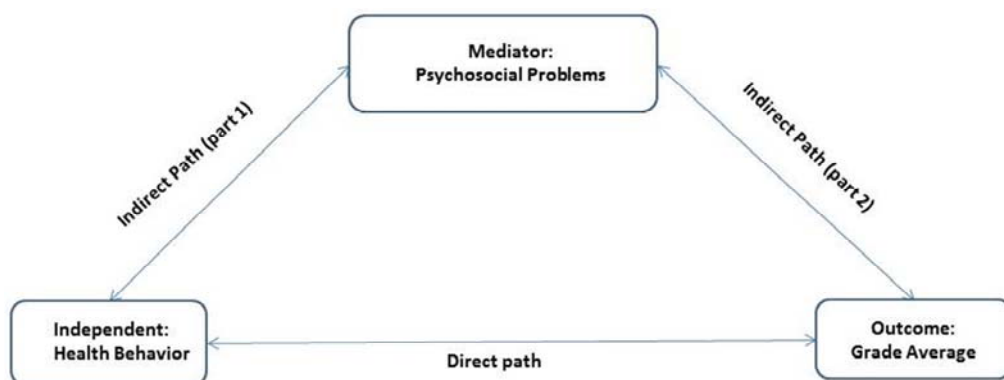 Mediator:
Psychosocial Problems
Indirect Path (part 1)
Indirect Path (part 2)
Independent:
Health Behavior
Direct path
Outcome:
Grade Average